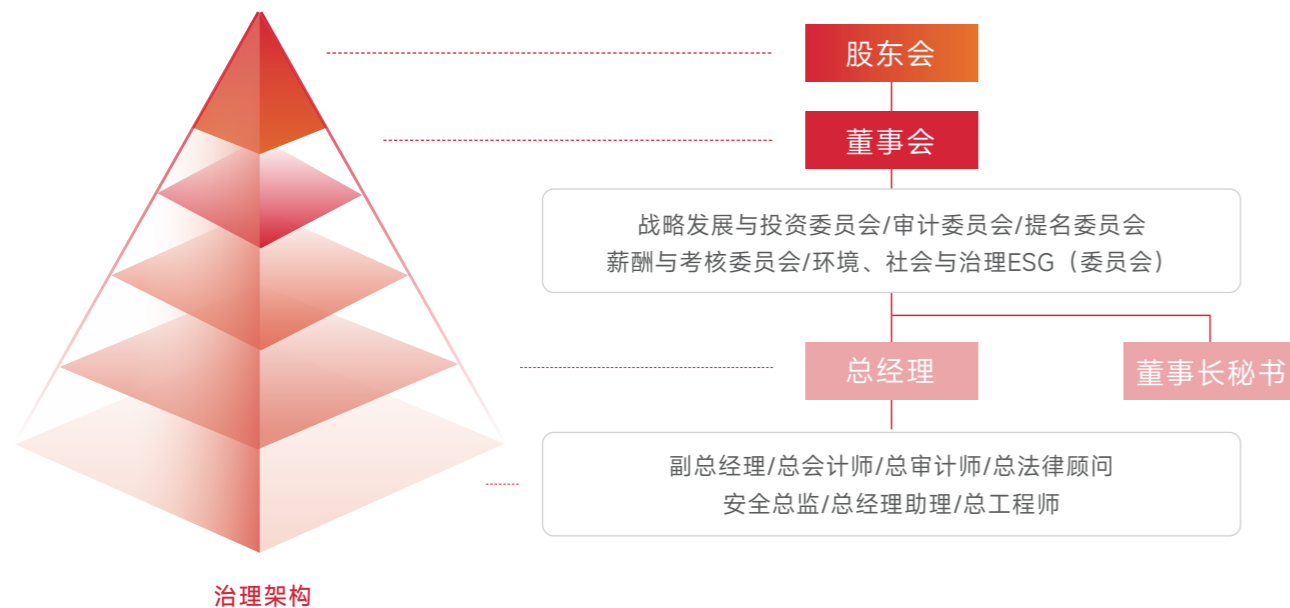 股东会
董事会
战略发展与投资委员会/审计委员会/提名委员会
薪酬与考核委员会/环境、社会与治理ESG（委员会）
总经理
董事长秘书
副总经理/总会计师/总审计师/总法律顾问
安全总监/总经理助理/总工程师
治理架构